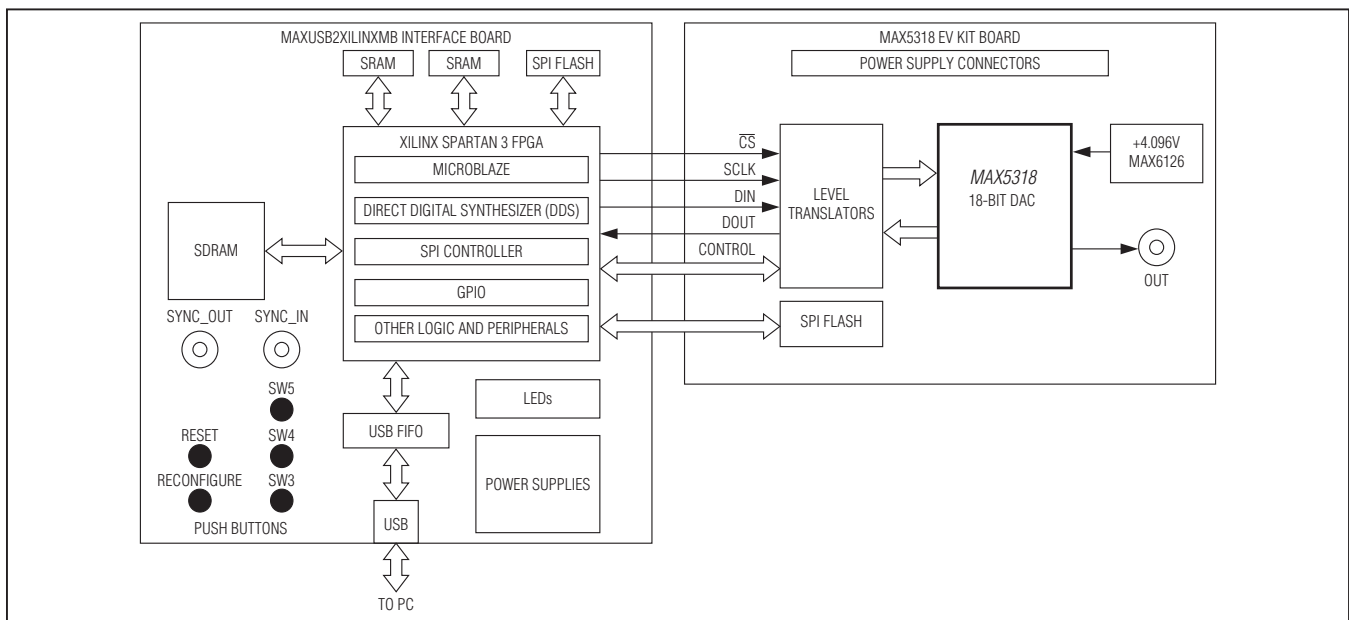 MAXUSB2XILINXMB INTERFACE BOARD
SRAM
SRAM
SPI FLASH
XILINX SPARTAN 3 FPGA
MICROBLAZE
DIRECT DIGITAL SYNTHESIZER (DDS)
SPI CONTROLLER
GPIO
OTHER LOGIC AND PERIPHERALS
SDRAM
SYNC_OUT
SYNC_IN
SW5
RESET
SW4
RECONFIGURE
SW3
PUSH BUTTONS
USB FIFO
USB
TO PC
LEDs
POWER SUPPLIES
CS
SCLK
DIN
DOUT
CONTROL
MAX5318 EV KIT BOARD
POWER SUPPLY CONNECTORS
LEVEL
TRANSLATORS
MAX5318
18-BIT DAC
+4.096V
MAX6126
OUT
SPI FLASH